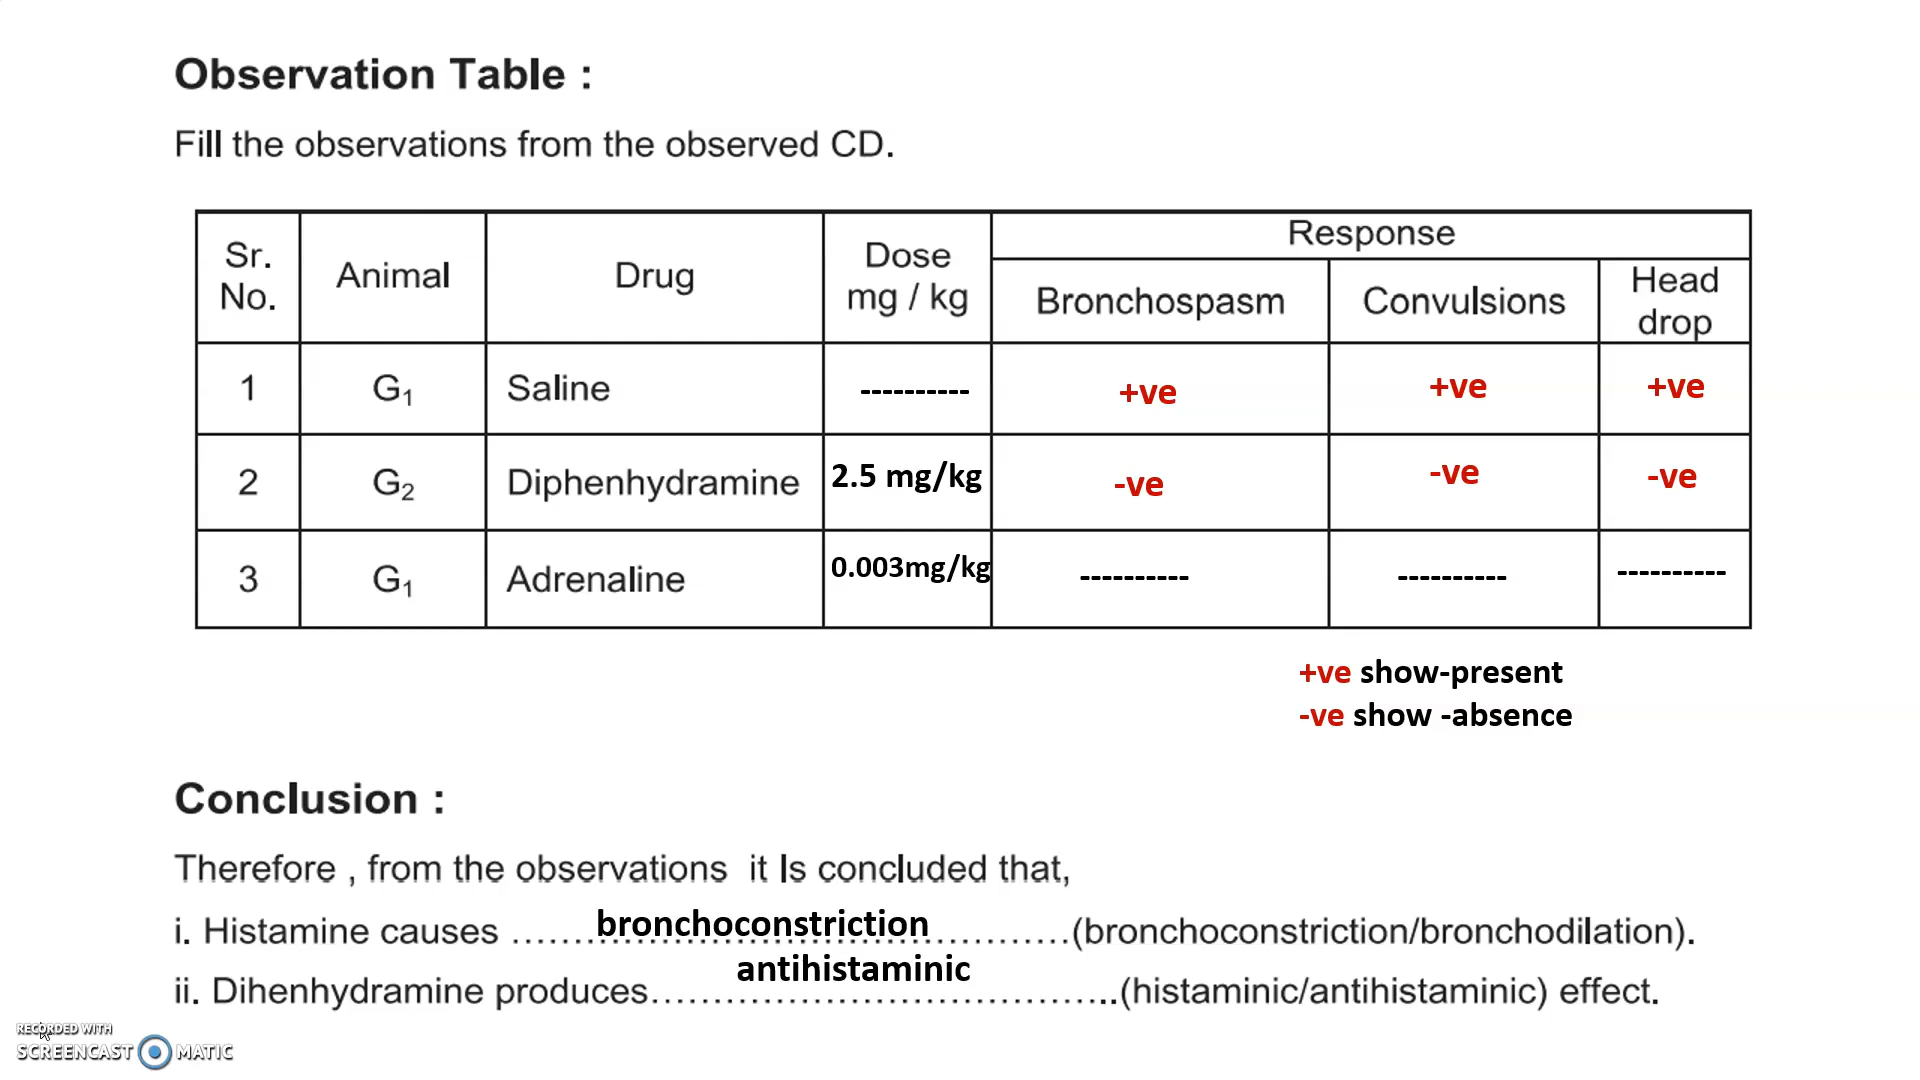 Observation Table :
Fill the observations from the observed CD.
Sr. No. Animal Drug Dose mg / kg Response
Bronchospasm Convulsions Head drop
1 G₁ Saline ---------- +ve +ve +ve
2 G₂ Diphenhydramine 2.5 mg/kg -ve -ve -ve
3 G₁ Adrenaline 0.003mg/kg ---------- ---------- ----------
+ve show-present
-ve show -absence
Conclusion :
Therefore , from the observations it Is concluded that,
i. Histamine causes ........bronchoconstriction........(bronchoconstriction/bronchodilation).
ii. Dihenhydramine produces........antihistaminic........(histaminic/antihistaminic) effect.
RECORDED WITH
SCREENCAST MATIC